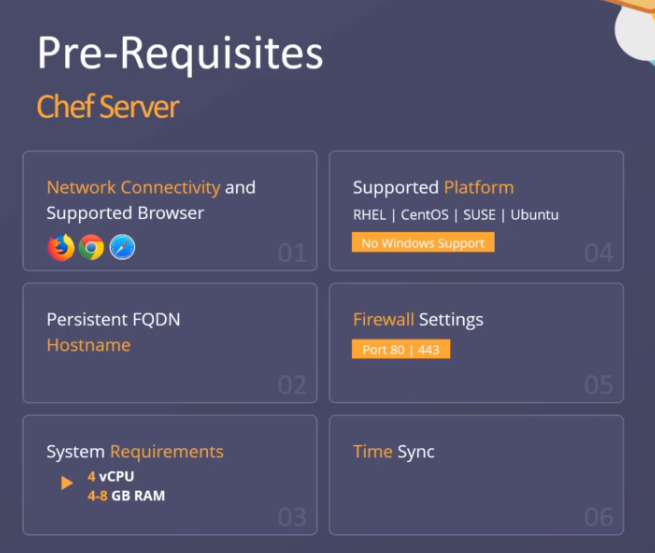 Pre-Requisites
Chef Server
Network Connectivity and
Supported Browser
01
Persistent FQDN
Hostname
02
System Requirements
4 vCPU
4-8 GB RAM
03
Supported Platform
RHEL | CentOS | SUSE | Ubuntu
No Windows Support
04
Firewall Settings
Port 80 | 443
05
Time Sync
06